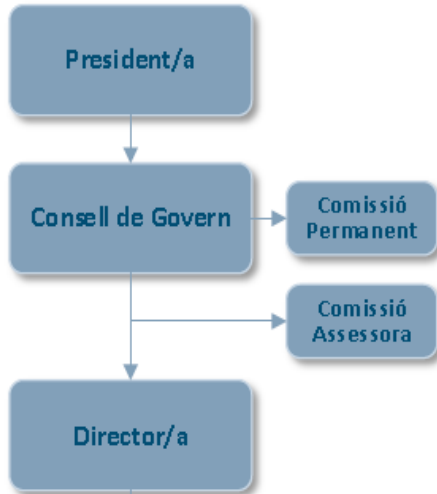 President/a
Consell de Govern
Comissió
Permanent
Comissió
Assessora
Director/a